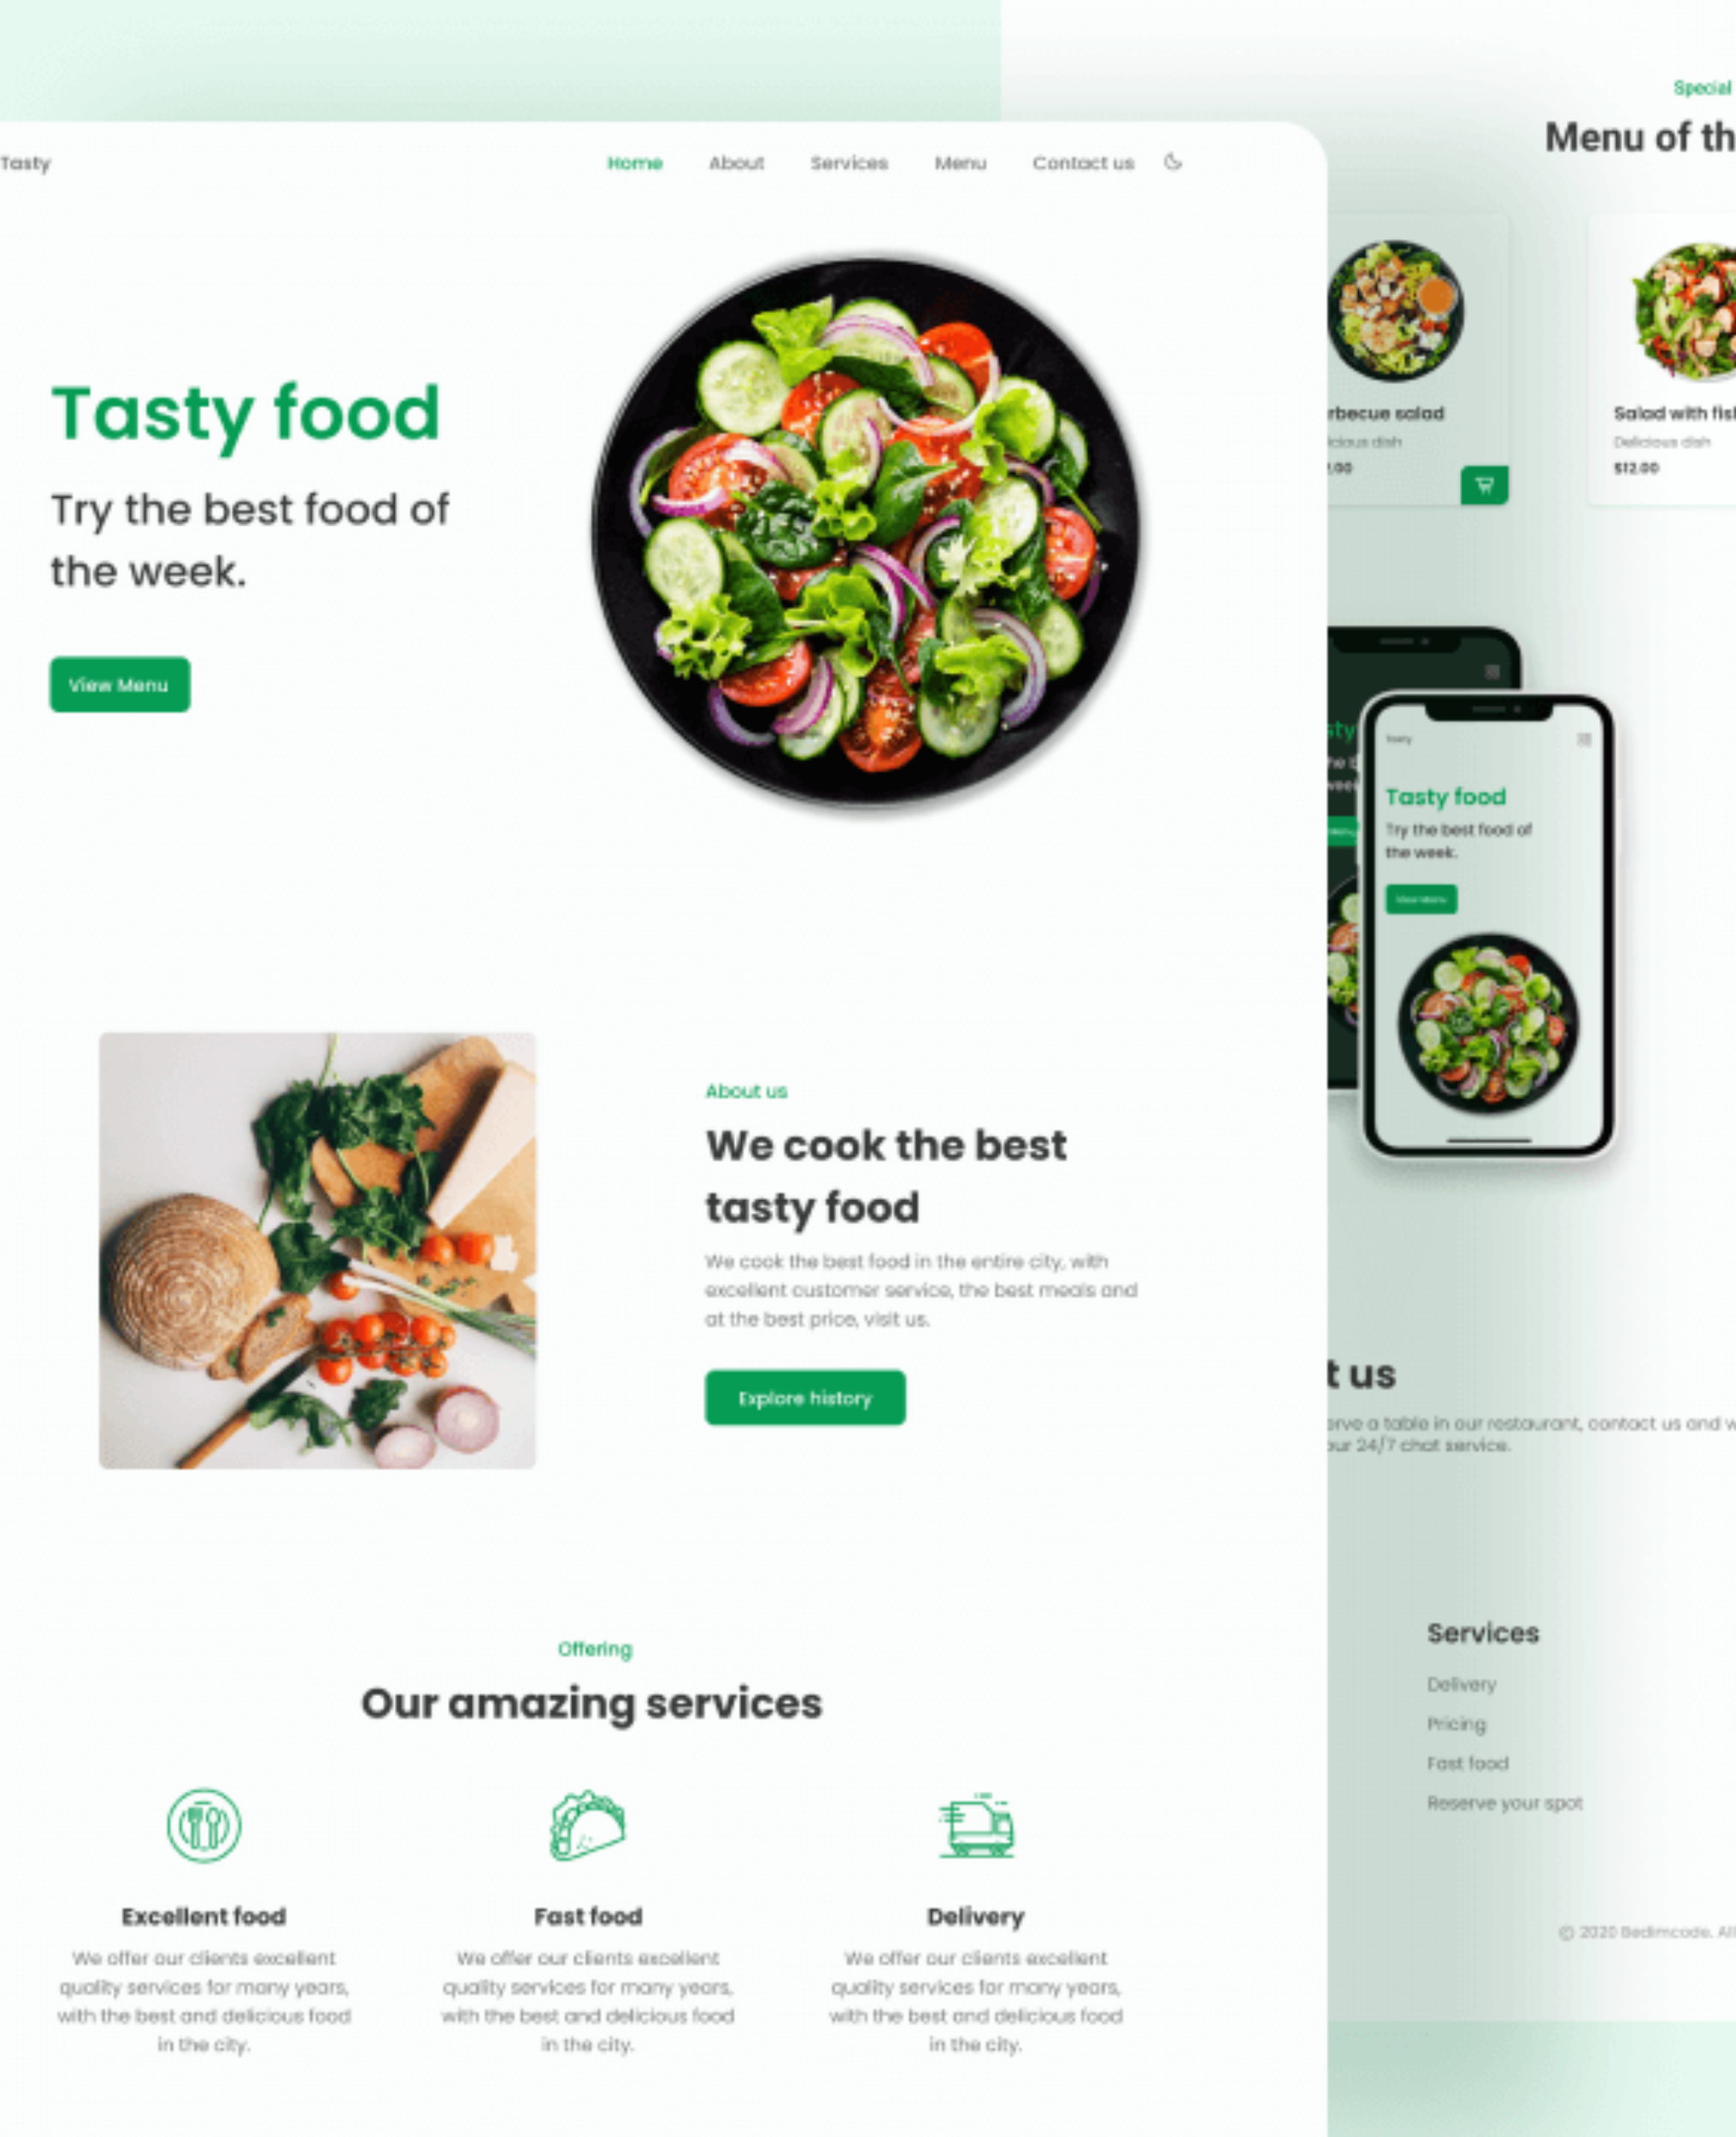 Tasty
Home About Services Menu Contact us
Tasty food
Try the best food of
the week.
View Menu
About us
We cook the best
tasty food
We cook the best food in the entire city, with
excellent customer service, the best meals and
at the best price, visit us.
Explore history
Offering
Our amazing services
Excellent food
We offer our clients excellent
quality services for many years,
with the best and delicious food
in the city.
Fast food
We offer our clients excellent
quality services for many years,
with the best and delicious food
in the city.
Delivery
We offer our clients excellent
quality services for many years,
with the best and delicious food
in the city.
Special
Menu of th
rbecue salad
icious dish
2.00
Salad with fis
Delicious dish
$12.00
Tasty
Tasty food
Try the best food of
the week.
View Menu
t us
erve a table in our restaurant, contact us and w
our 24/7 chat service.
Services
Delivery
Pricing
Fast food
Reserve your spot
© 2020 Bedimcode. All